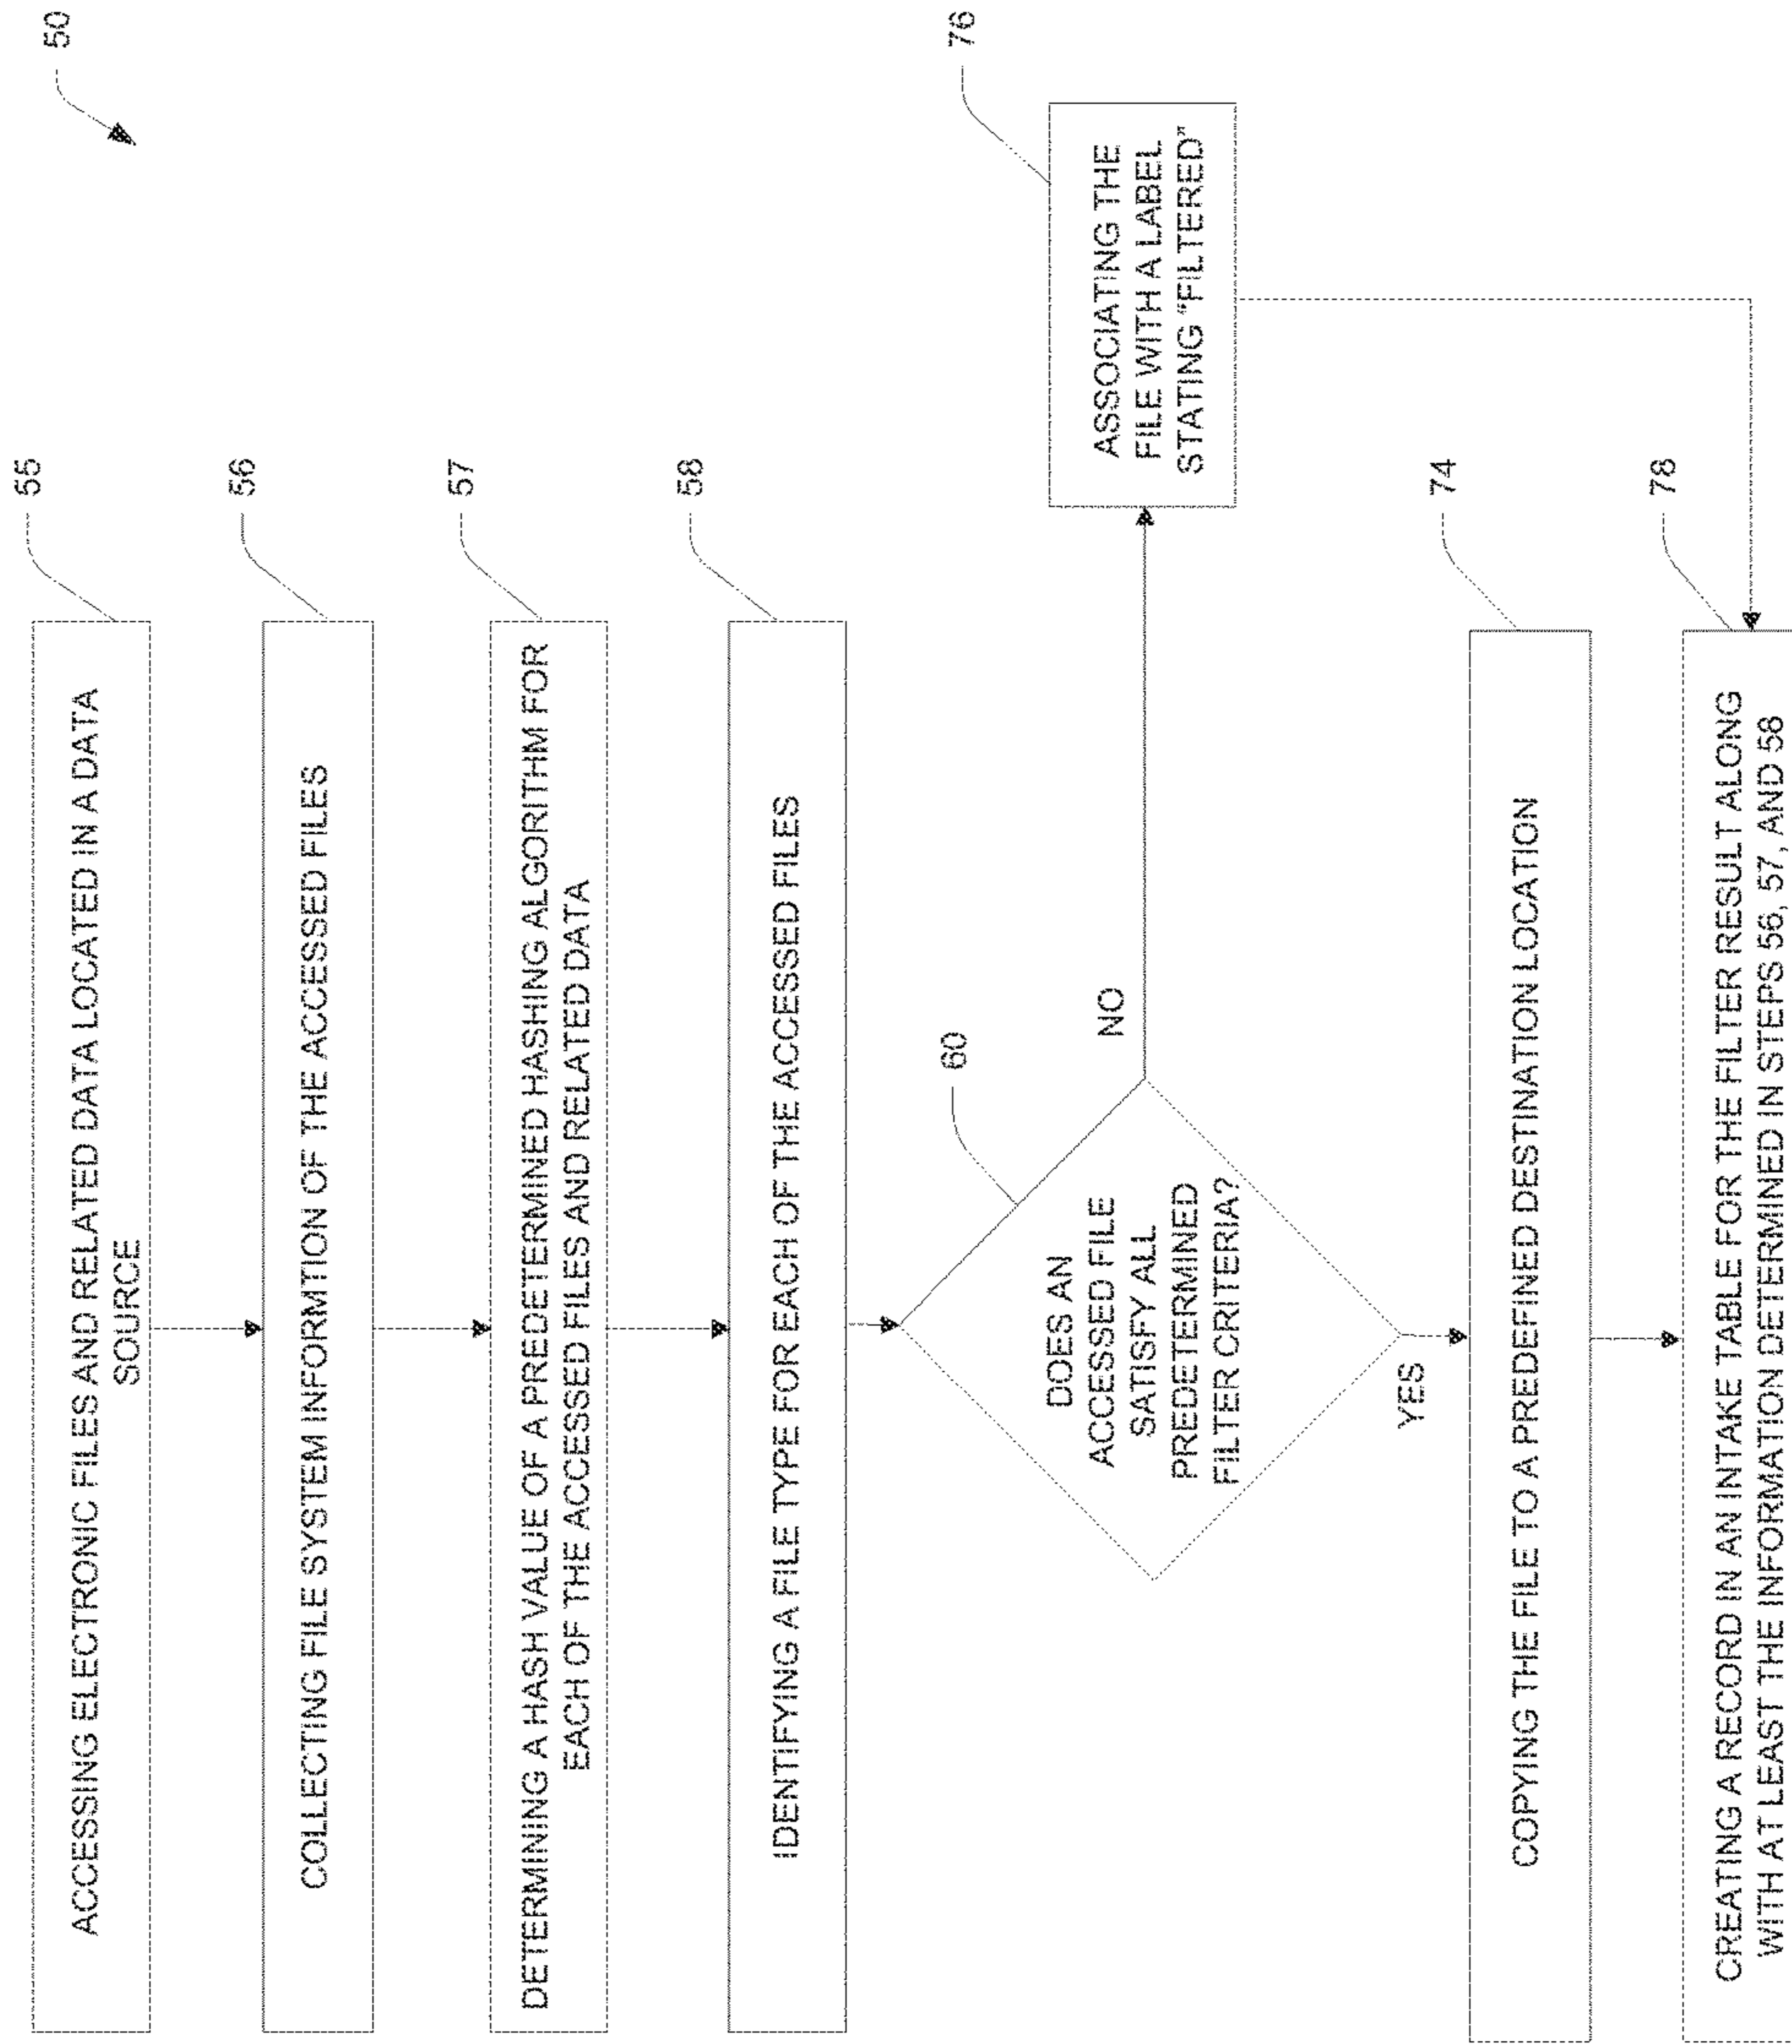 50
55
ACCESSING ELECTRONIC FILES AND RELATED DATA LOCATED IN A DATA
SOURCE
56
COLLECTING FILE SYSTEM INFORMTION OF THE ACCESSED FILES
57
DETERMINING A HASH VALUE OF A PREDETERMINED HASHING ALGORITHM FOR
EACH OF THE ACCESSED FILES AND RELATED DATA
58
IDENTIFYING A FILE TYPE FOR EACH OF THE ACCESSED FILES
60
DOES AN
ACCESSED FILE
SATISFY ALL
PREDETERMINED
FILTER CRITERIA?
NO
76
ASSOCIATING THE
FILE WITH A LABEL
STATING "FILTERED"
YES
74
COPYING THE FILE TO A PREDEFINED DESTINATION LOCATION
78
CREATING A RECORD IN AN INTAKE TABLE FOR THE FILTER RESULT ALONG
WITH AT LEAST THE INFORMATION DETERMINED IN STEPS 56, 57, AND 58